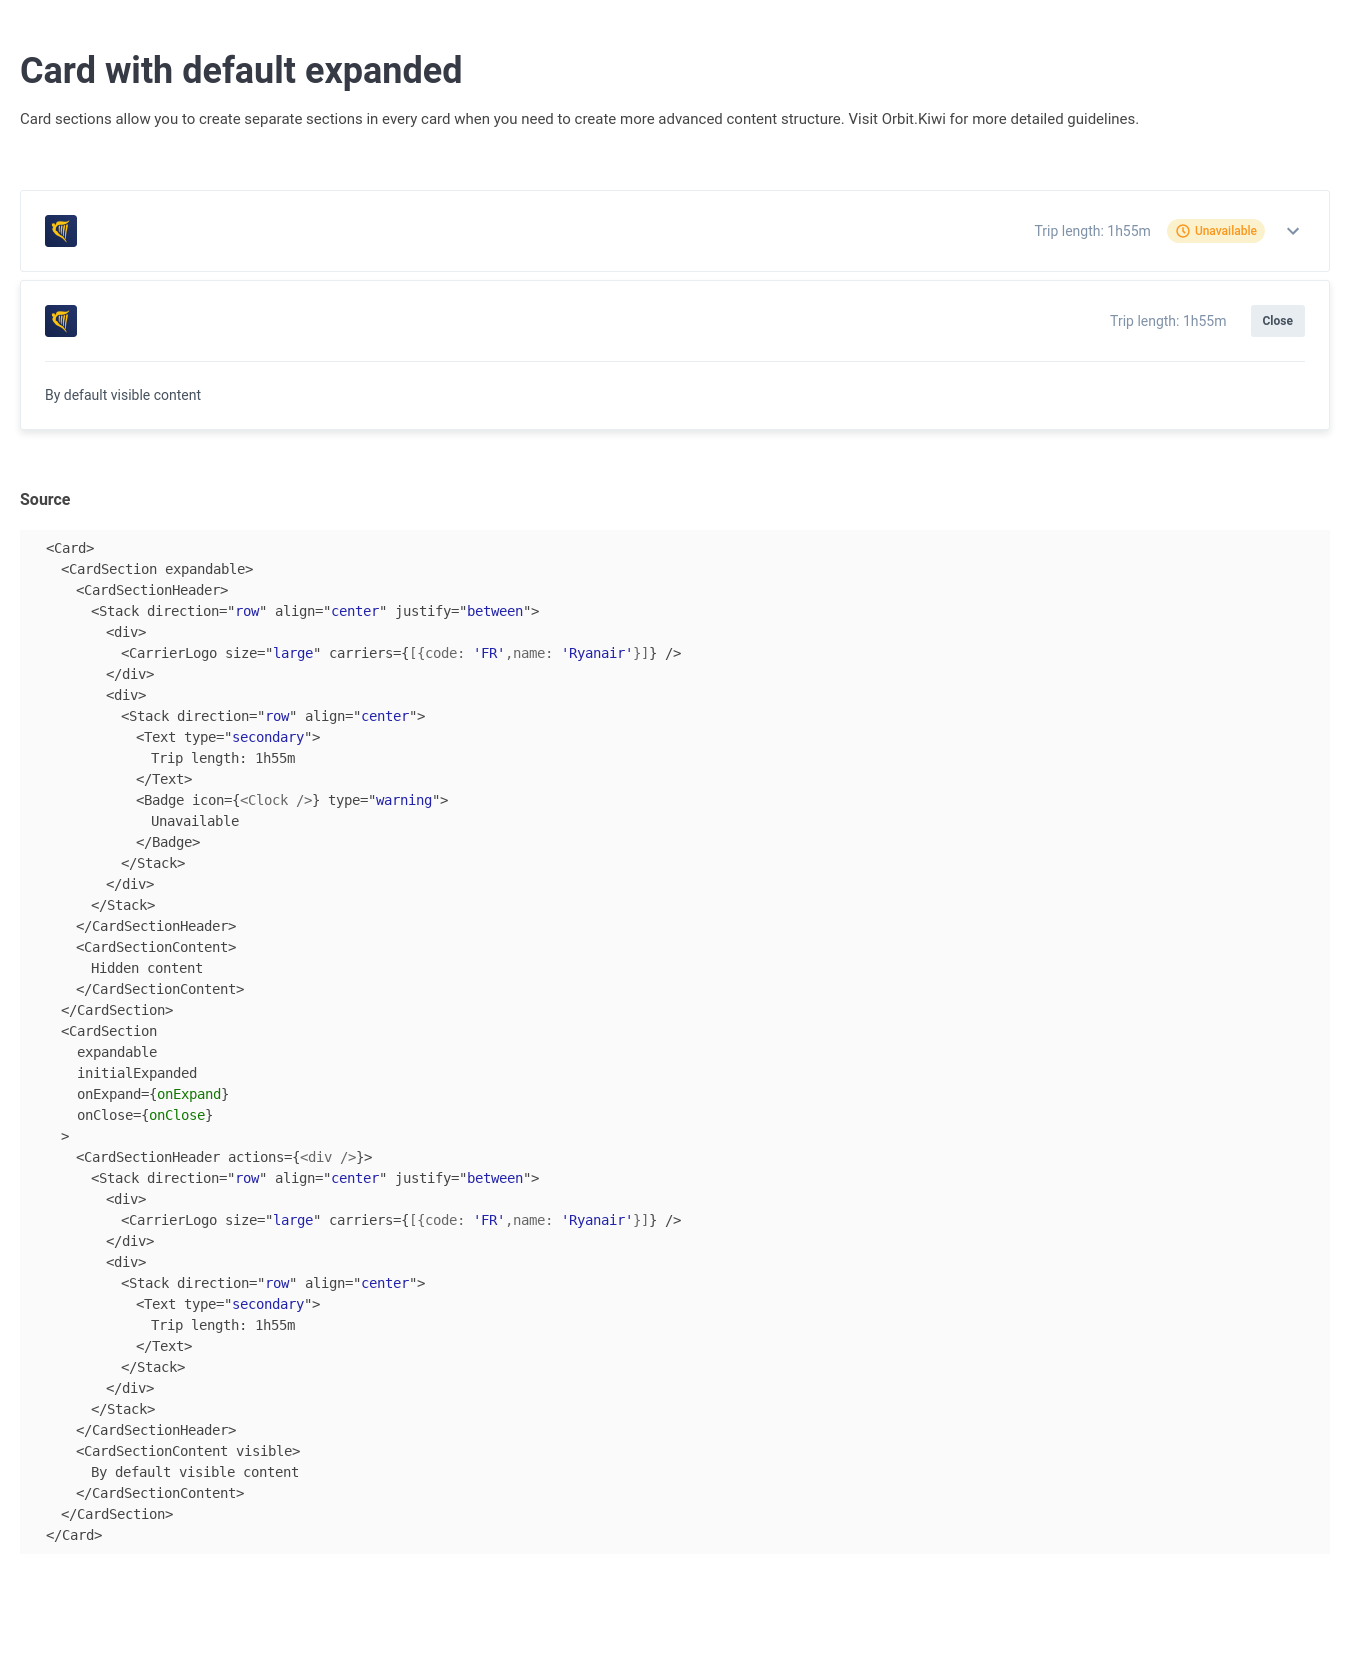 Card with default expanded
Card sections allow you to create separate sections in every card when you need to create more advanced content structure. Visit Orbit.Kiwi for more detailed guidelines.
Trip length: 1h55m Unavailable
Trip length: 1h55m Close
By default visible content
Source
<Card>
<CardSection expandable>
<CardSectionHeader>
<Stack direction="row" align="center" justify="between">
<div>
<CarrierLogo size="large" carriers={[{code: 'FR',name: 'Ryanair'}]} />
</div>
<div>
<Stack direction="row" align="center">
<Text type="secondary">
Trip length: 1h55m
</Text>
<Badge icon={<Clock />} type="warning">
Unavailable
</Badge>
</Stack>
</div>
</Stack>
</CardSectionHeader>
<CardSectionContent>
Hidden content
</CardSectionContent>
</CardSection>
<CardSection
expandable
initialExpanded
onExpand={onExpand}
onClose={onClose}
>
<CardSectionHeader actions={<div />}>
<Stack direction="row" align="center" justify="between">
<div>
<CarrierLogo size="large" carriers={[{code: 'FR',name: 'Ryanair'}]} />
</div>
<div>
<Stack direction="row" align="center">
<Text type="secondary">
Trip length: 1h55m
</Text>
</Stack>
</div>
</Stack>
</CardSectionHeader>
<CardSectionContent visible>
By default visible content
</CardSectionContent>
</CardSection>
</Card>